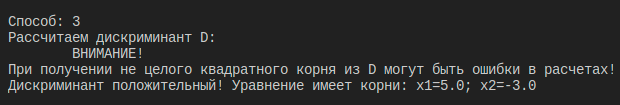 Способ: 3
Рассчитаем дискриминант D:
ВНИМАНИЕ!
При получении не целого квадратного корня из D могут быть ошибки в расчетах!
Дискриминант положительный! Уравнение имеет корни: x1=5.0; x2=-3.0